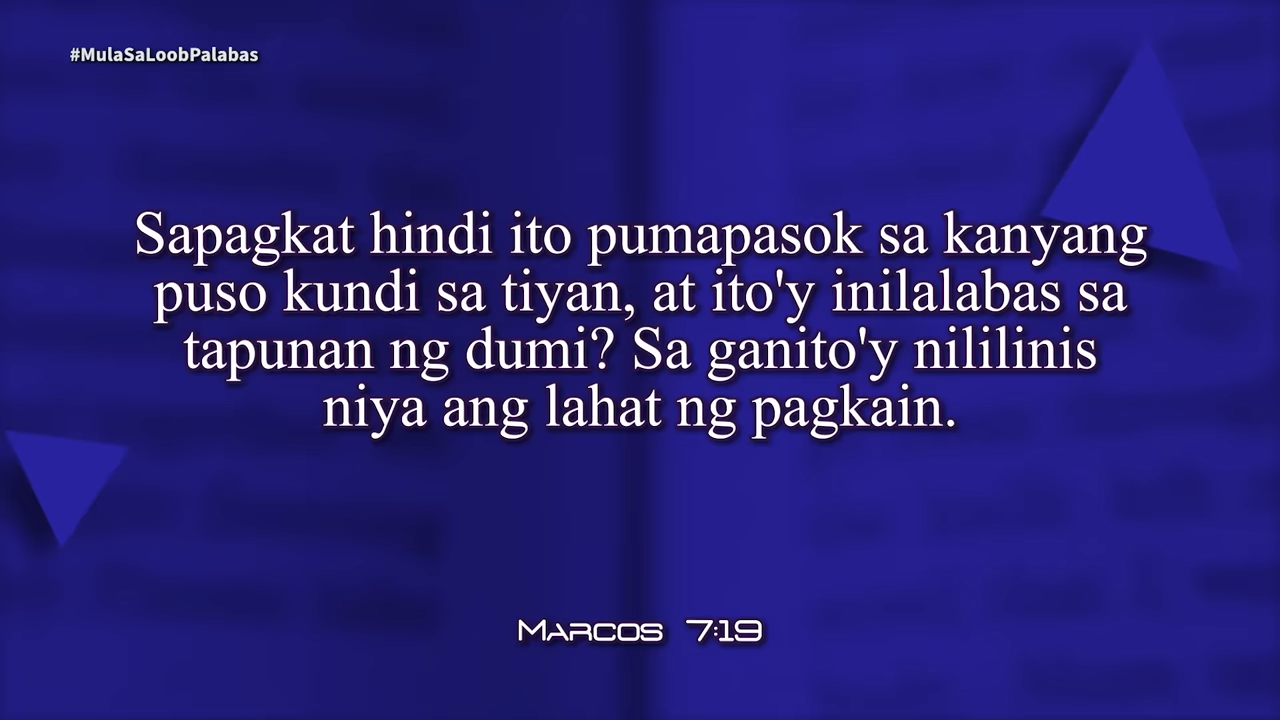 #MulaSaLoobPalabas
Sapagkat hindi ito pumapasok sa kanyang
puso kundi sa tiyan, at ito'y inilalabas sa
tapunan ng dumi? Sa ganito'y nililinis
niya ang lahat ng pagkain.
Marcos 7:19